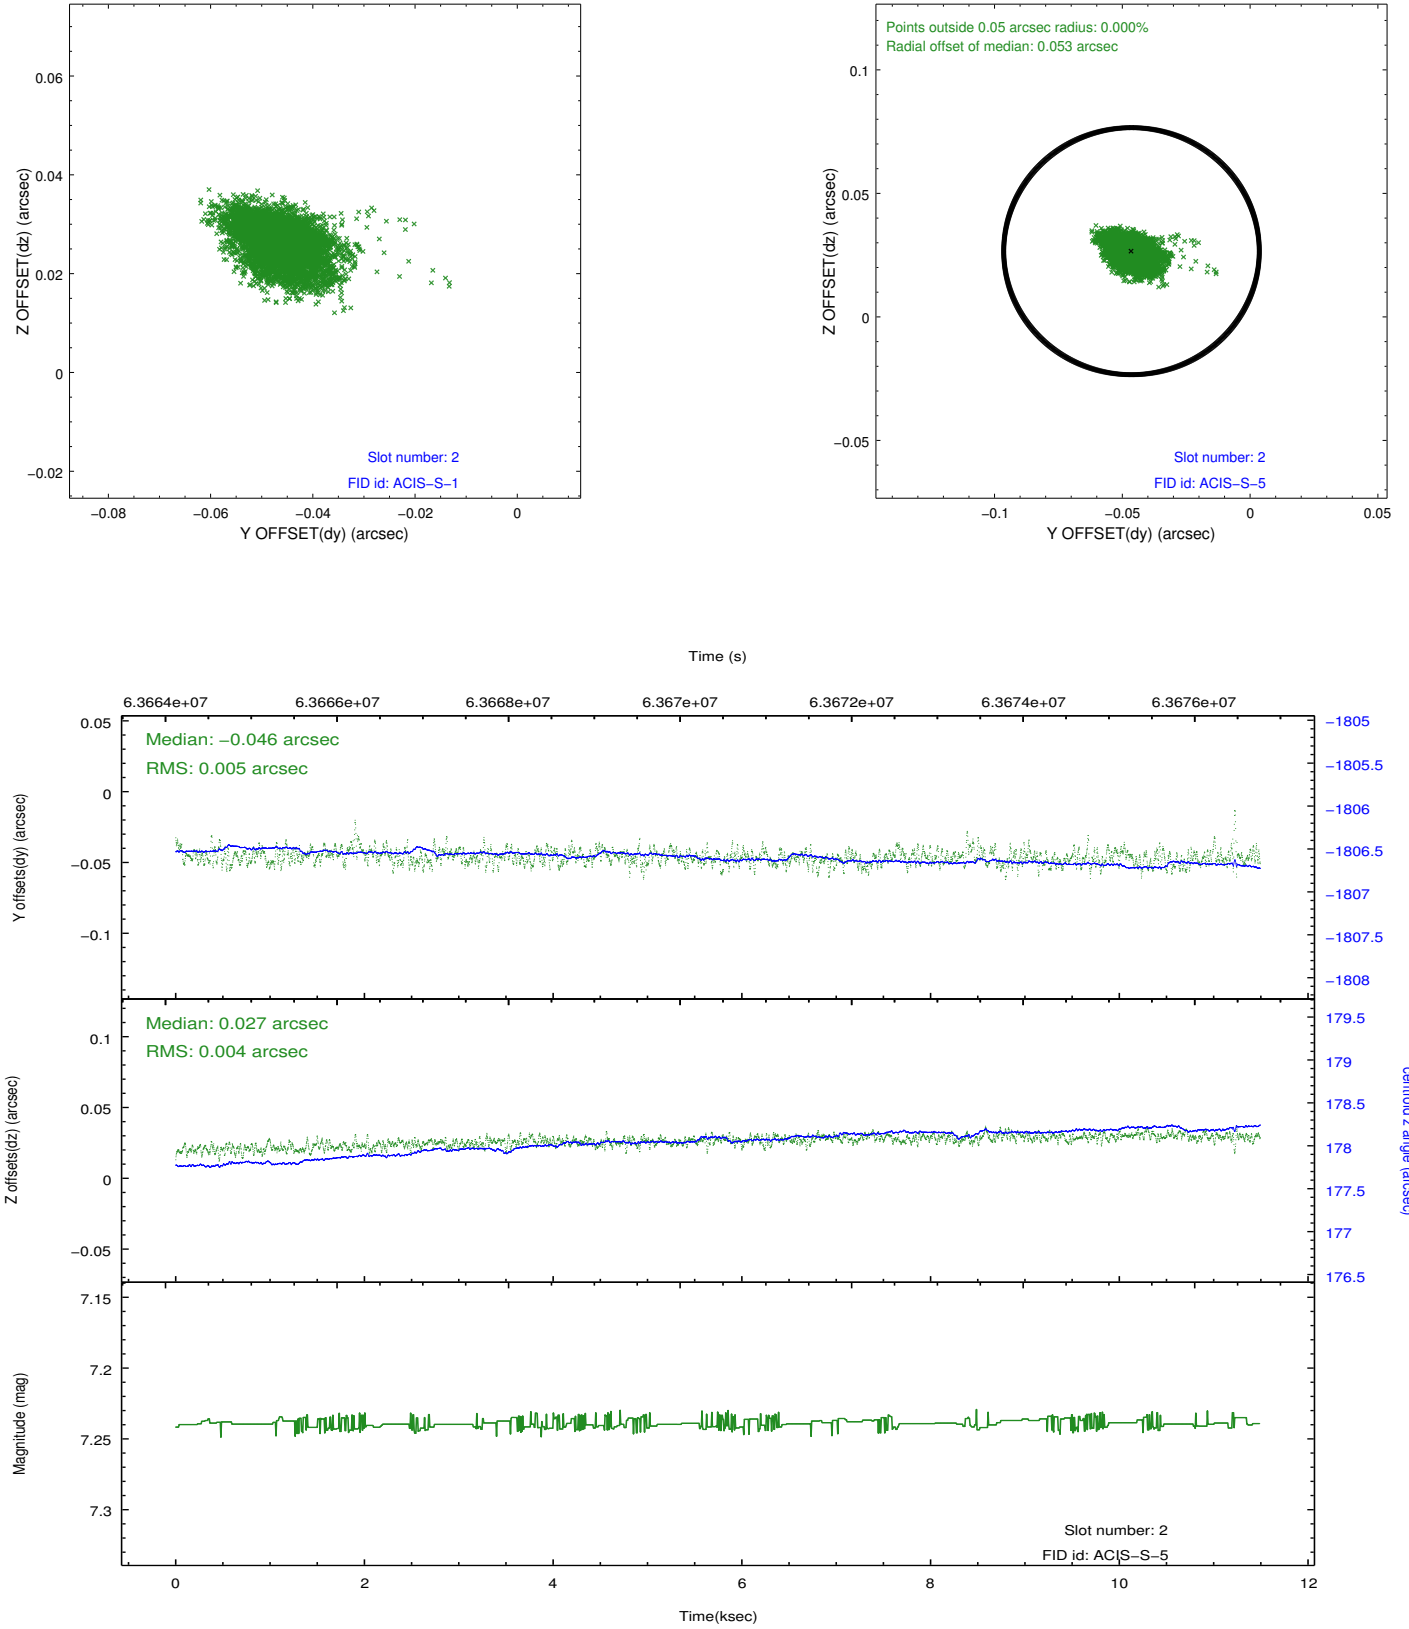 0.06
0.04
0.02
0
−0.02
Z OFFSET(dz) (arcsec)
Slot number: 2
FID id: ACIS−S−1
−0.08
−0.06
−0.04
−0.02
0
Y OFFSET(dy) (arcsec)
Points outside 0.05 arcsec radius: 0.000%
Radial offset of median: 0.053 arcsec
0.1
0.05
0
−0.05
Z OFFSET(dz) (arcsec)
Slot number: 2
FID id: ACIS−S−5
−0.1
−0.05
0
0.05
Y OFFSET(dy) (arcsec)
Time (s)
6.3664e+07
6.3666e+07
6.3668e+07
6.367e+07
6.3672e+07
6.3674e+07
6.3676e+07
0.05
0
−0.05
−0.1
Y offsets(dy) (arcsec)
Median: −0.046 arcsec
RMS: 0.005 arcsec
−1805
−1805.5
−1806
−1806.5
−1807
−1807.5
−1808
0.1
0.05
0
−0.05
Z offsets(dz) (arcsec)
Median: 0.027 arcsec
RMS: 0.004 arcsec
179.5
179
178.5
178
177.5
177
176.5
centroid z angle (arcsec)
7.15
7.2
7.25
7.3
Magnitude (mag)
Slot number: 2
FID id: ACIS−S−5
0
2
4
6
8
10
12
Time(ksec)